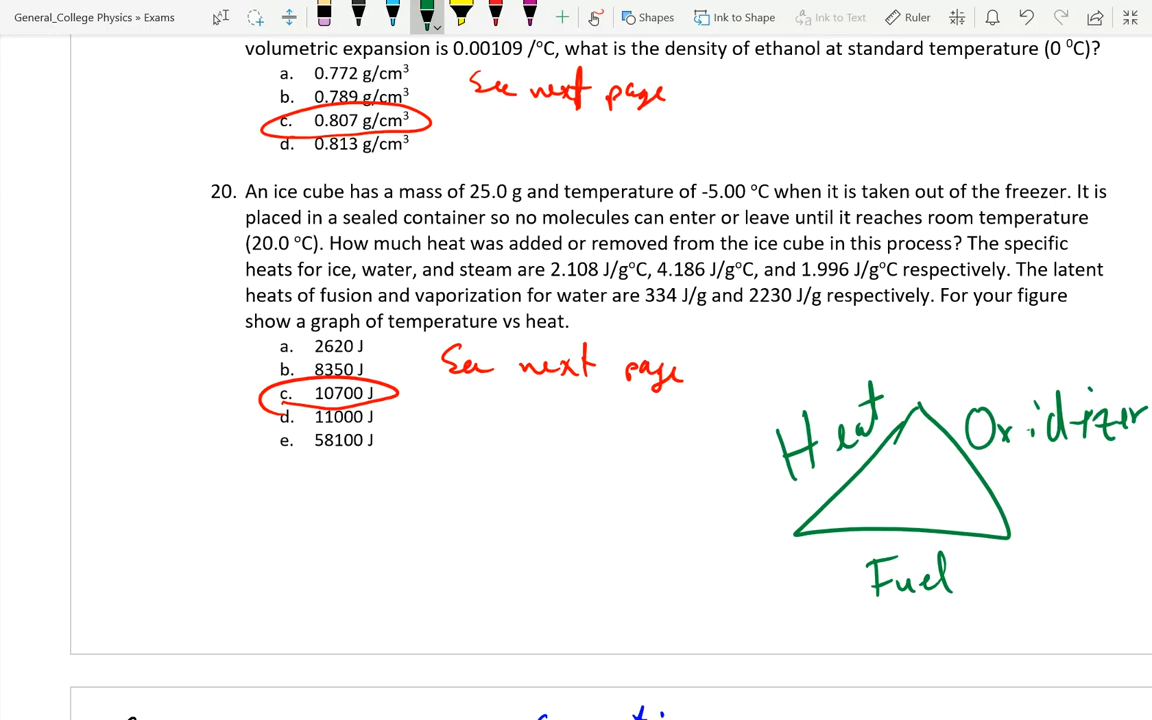 General_College Physics » Exams
Shapes
Ink to Shape
Ink to Text
Ruler
volumetric expansion is 0.00109 /°C, what is the density of ethanol at standard temperature (0 °C)?
a. 0.772 g/cm³
See next page
b. 0.789 g/cm³
c. 0.807 g/cm³
d. 0.813 g/cm³
20. An ice cube has a mass of 25.0 g and temperature of -5.00 °C when it is taken out of the freezer. It is
placed in a sealed container so no molecules can enter or leave until it reaches room temperature
(20.0 °C). How much heat was added or removed from the ice cube in this process? The specific
heats for ice, water, and steam are 2.108 J/g°C, 4.186 J/g°C, and 1.996 J/g°C respectively. The latent
heats of fusion and vaporization for water are 334 J/g and 2230 J/g respectively. For your figure
show a graph of temperature vs heat.
a. 2620 J
See next page
b. 8350 J
c. 10700 J
d. 11000 J
e. 58100 J
Heat
Oxidizer
Fuel